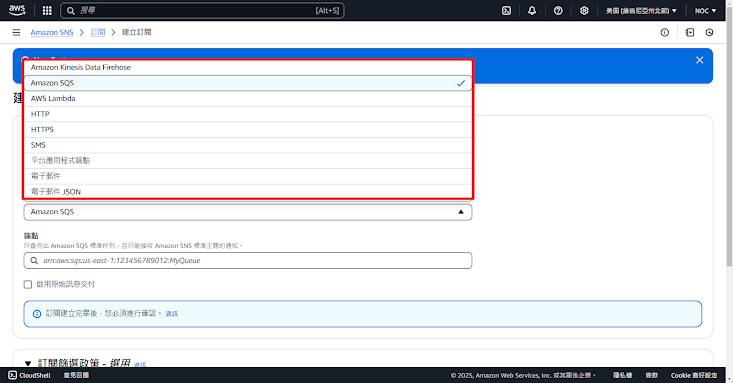 aws
搜尋
[Alt+S]
美國 (維吉尼亞州北部) ▼
NOC ▼
Amazon SNS > 訂閱 > 建立訂閱
建
Amazon Kinesis Data Firehose
Amazon SQS
AWS Lambda
HTTP
HTTPS
SMS
平台應用程式端點
電子郵件
電子郵件 JSON
Amazon SQS
端點
只會列出 Amazon SQS 標準佇列，且只能接收 Amazon SNS 標準主題的通知。
arn:aws:sqs:us-east-1:123456789012:MyQueue
啟用原始訊息交付
訂閱建立完畢後，您必須進行確認。 資訊
▼ 訂閱篩選政策 - 選用 資訊
CloudShell
意見回饋
© 2025, Amazon Web Services, Inc. 或其關係企業。
隱私權
條款
Cookie 喜好設定